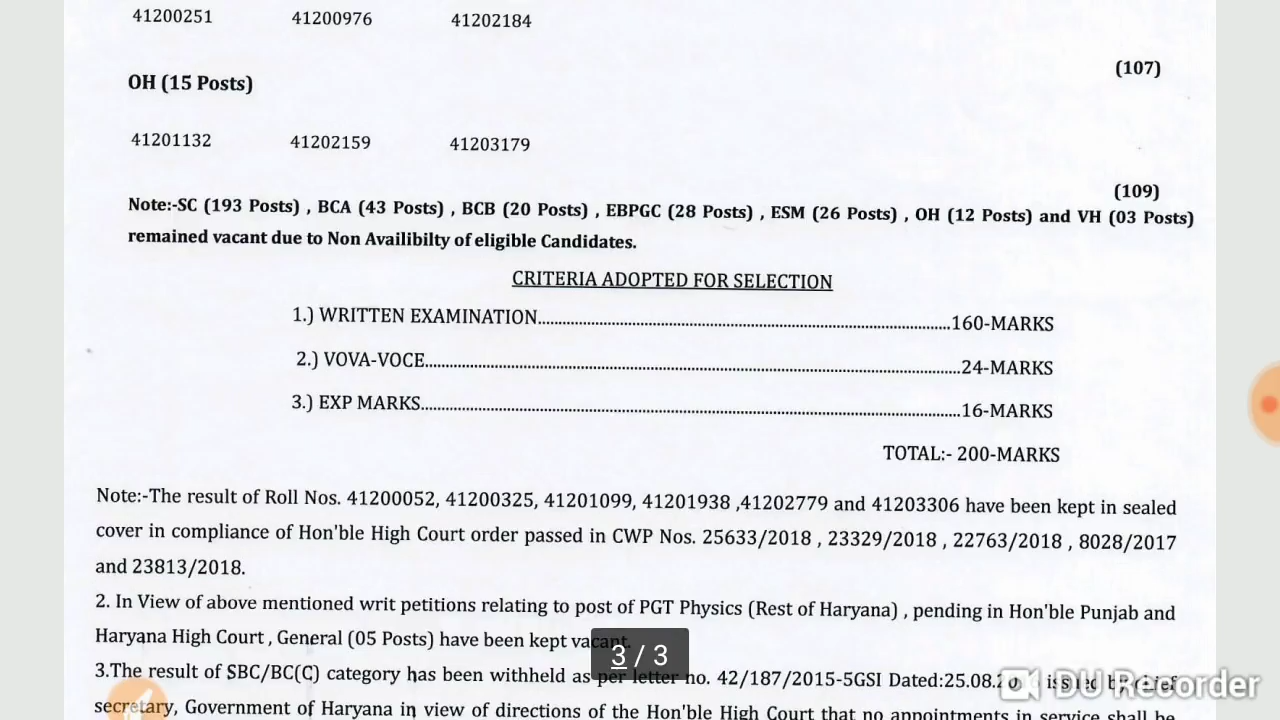 41200251 41200976 41202184
(107)
OH (15 Posts)
41201132 41202159 41203179
(109)
Note:-SC (193 Posts) , BCA (43 Posts) , BCB (20 Posts) , EBPGC (28 Posts) , ESM (26 Posts) , OH (12 Posts) and VH (03 Posts)
remained vacant due to Non Availibilty of eligible Candidates.
CRITERIA ADOPTED FOR SELECTION
1.) WRITTEN EXAMINATION..........160-MARKS
2.) VOVA-VOCE..........24-MARKS
3.) EXP MARKS..........16-MARKS
TOTAL:- 200-MARKS
Note:-The result of Roll Nos. 41200052, 41200325, 41201099, 41201938 ,41202779 and 41203306 have been kept in sealed
cover in compliance of Hon'ble High Court order passed in CWP Nos. 25633/2018 , 23329/2018 , 22763/2018 , 8028/2017
and 23813/2018.
2. In View of above mentioned writ petitions relating to post of PGT Physics (Rest of Haryana) , pending in Hon'ble Punjab and
Haryana High Court , General (05 Posts) have been kept vacant.
3 / 3
3.The result of SBC/BC(C) category has been withheld as per letter no. 42/187/2015-5GSI issued by chief
DU Recorder
secretary, Government of Haryana in view of directions of the Hon'ble High Court that no appointments in service shall be